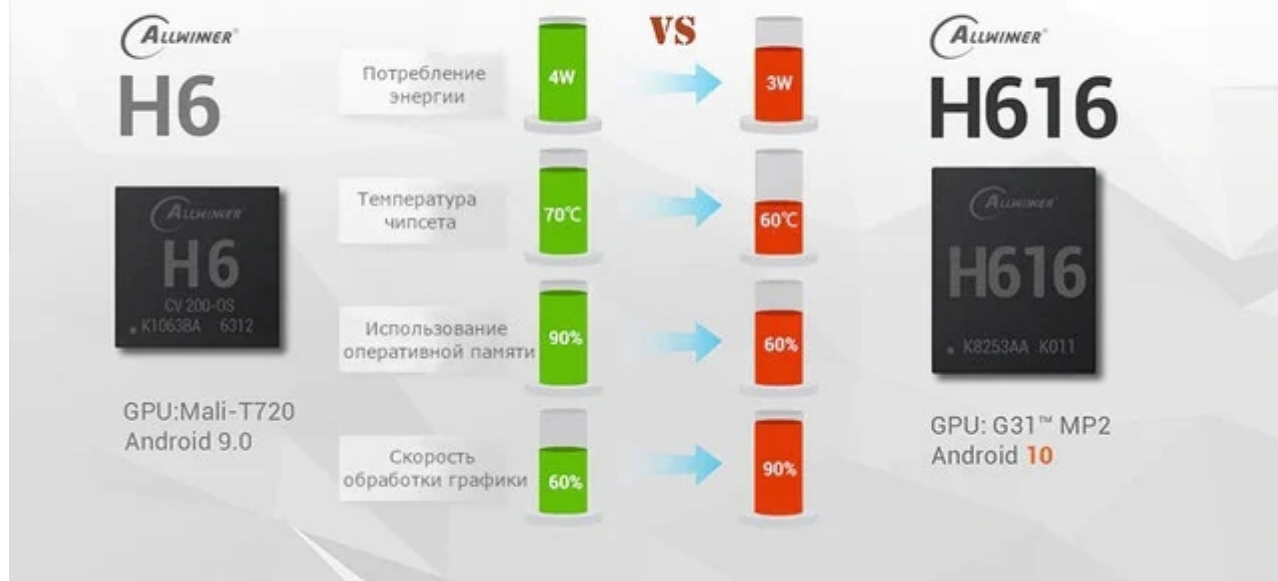 ALLWINNER
H6
ALLWINNER
H6
CV 200-OS
K1063BA 6312
GPU:Mali-T720
Android 9.0
VS
Потребление
энергии
4W
3W
Температура
чипсета
70℃
60℃
Использование
оперативной памяти
90%
60%
Скорость
обработки графики
60%
90%
ALLWINNER
H616
ALLWINNER
H616
K8253AA K011
GPU: G31™ MP2
Android 10